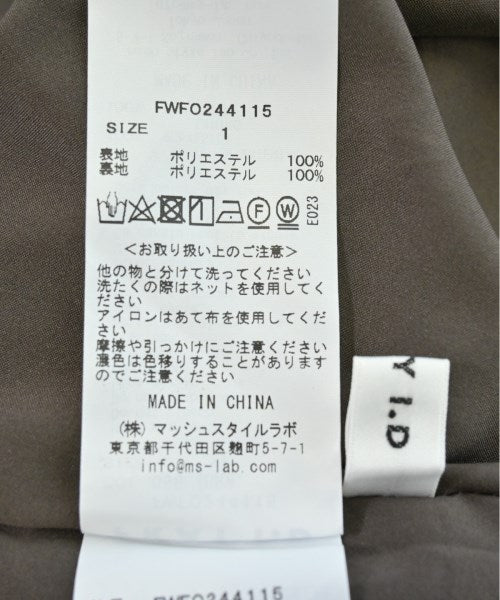 FWFO244115
SIZE 1
表地 ポリエステル 100%
裏地 ポリエステル 100%
F W E023
<お取り扱い上のご注意>
他の物と分けて洗ってください
洗たくの際はネットを使用してく
ださい
アイロンはあて布を使用してくだ
さい
摩擦や引っかけにご注意ください
濃色は色移りすることがあります
のでご注意ください
MADE IN CHINA
(株) マッシュスタイルラボ
東京都千代田区麹町5-7-1
info@ms-lab.com
Y I.D
FWFO244115